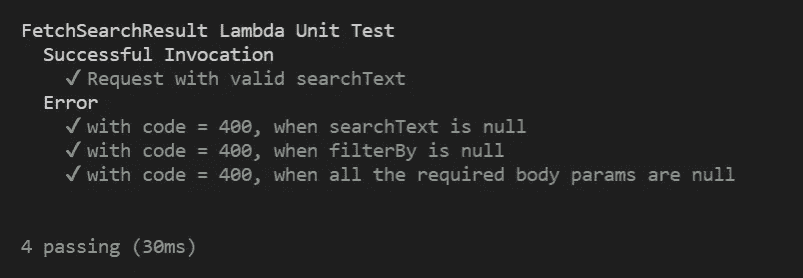 FetchSearchResult Lambda Unit Test
Successful Invocation
✓ Request with valid searchText
Error
✓ with code = 400, when searchText is null
✓ with code = 400, when filterBy is null
✓ with code = 400, when all the required body params are null
4 passing (30ms)